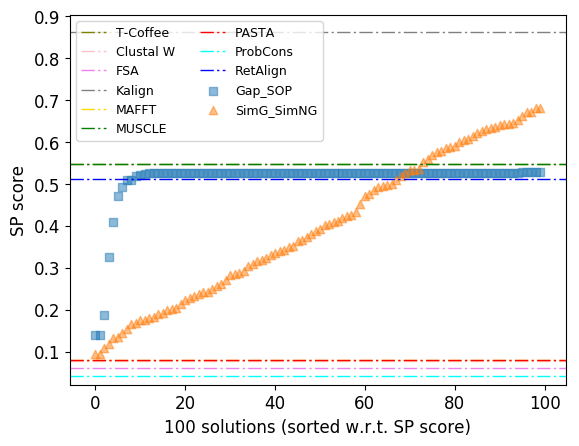 0.9
0.8
0.7
0.6
0.5
0.4
0.3
0.2
0.1
SP score
T-Coffee
Clustal W
FSA
Kalign
MAFFT
MUSCLE
PASTA
ProbCons
RetAlign
Gap_SOP
SimG_SimNG
0 20 40 60 80 100
100 solutions (sorted w.r.t. SP score)